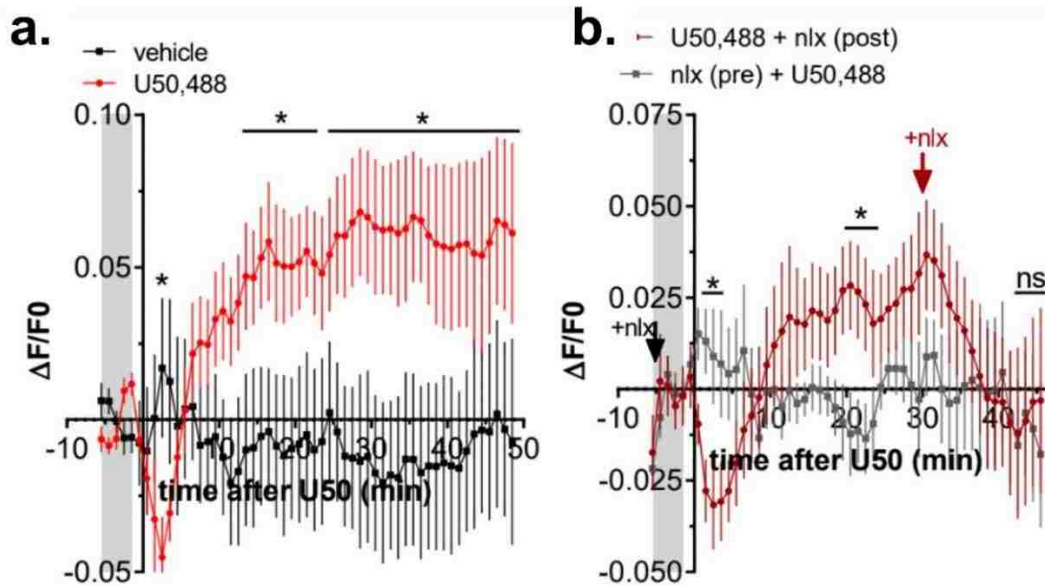 a.
vehicle
U50,488
0.10
0.05
-0.05
ΔF/F0
*
*
*
-10
10
20
30
40
50
time after U50 (min)
b.
U50,488 + nlx (post)
nlx (pre) + U50,488
0.075
0.050
0.025
-0.025
-0.050
ΔF/F0
+nlx
+nlx
*
*
ns
-10
10
20
30
40
time after U50 (min)